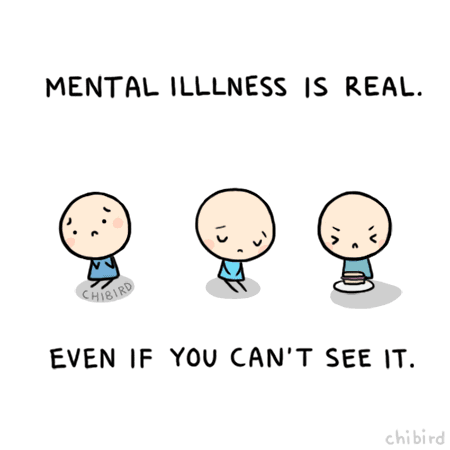 MENTAL ILLLNESS IS REAL.
CHIBIRD
EVEN IF YOU CAN'T SEE IT.
chibird